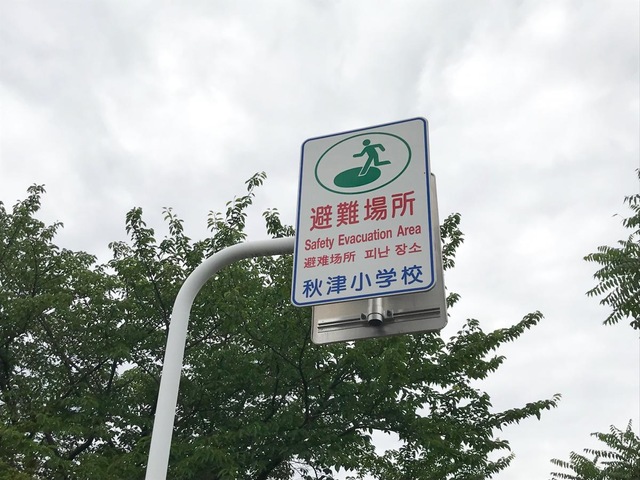 避難場所
Safety Evacuation Area
避难场所 피난 장소
秋津小学校